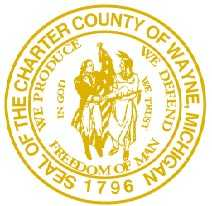 SEAL OF THE CHARTER COUNTY OF WAYNE, MICHIGAN
1796
WE PRODUCE
WE DEFEND
IN GOD
WE TRUST
FREEDOM OF MAN